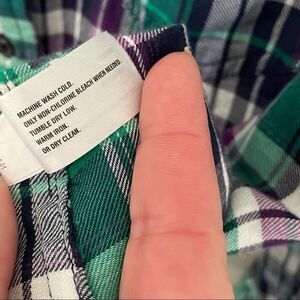 MACHINE WASH COLD.
ONLY NON-CHLORINE BLEACH WHEN NEEDED.
TUMBLE DRY LOW.
WARM IRON.
OR DRY CLEAN.